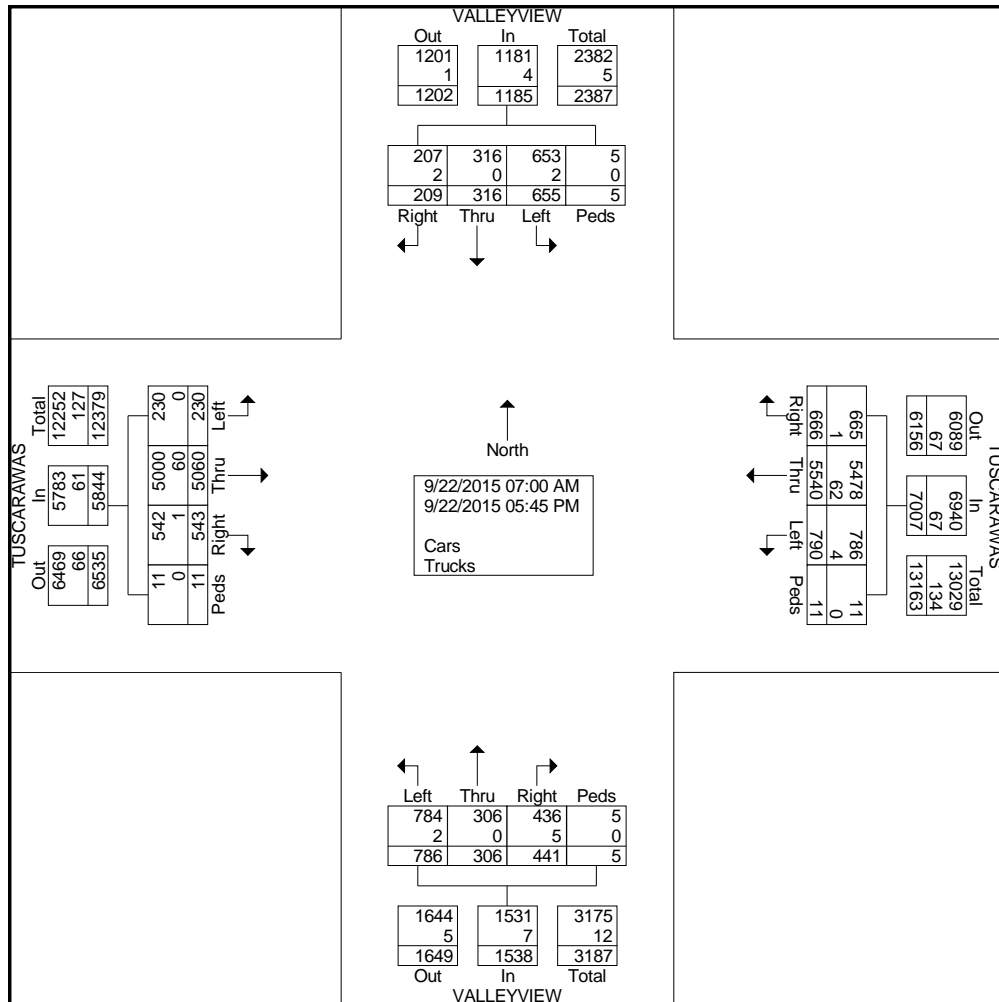 VALLEYVIEW
Out In Total
1201 1181 2382
1 4 5
1202 1185 2387
207 316 653 5
2 0 2 0
209 316 655 5
Right Thru Left Peds
TUSCARAWAS
Total In Out
12252 5783 6469
127 61 66
12379 5844 6535
230 5000 542 11
0 60 1 0
230 5060 543 11
Left Thru Right Peds
North
9/22/2015 07:00 AM
9/22/2015 05:45 PM
Cars
Trucks
TUSCARAWAS
Out In Total
6089 6940 13029
67 67 134
6156 7007 13163
665 5478 786 11
1 62 4 0
666 5540 790 11
Right Thru Left Peds
Left Thru Right Peds
784 306 436 5
2 0 5 0
786 306 441 5
1644 1531 3175
5 7 12
1649 1538 3187
Out In Total
VALLEYVIEW